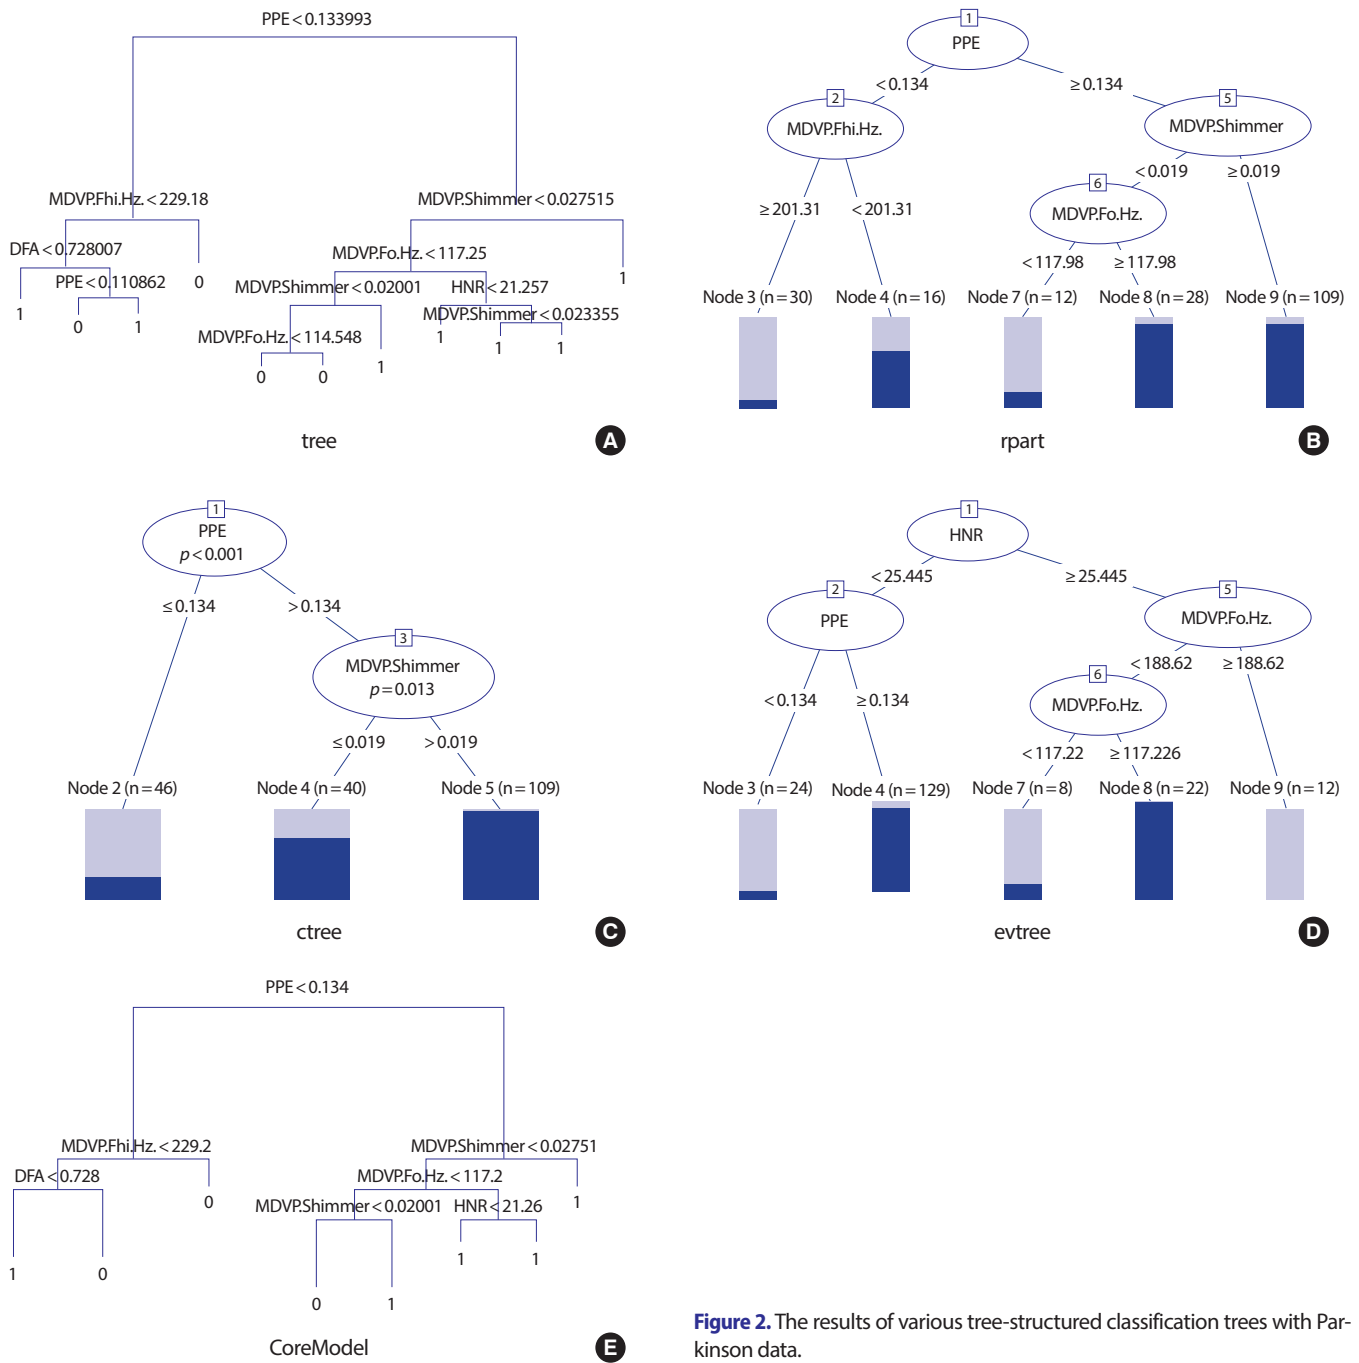 PPE<0.133993
MDVP.Fhi.Hz.<229.18
MDVP.Shimmer<0.027515
DFA<0.728007
MDVP.Fo.Hz.<117.25
PPE<0.110862
0
MDVP.Shimmer<0.02001
HNR<21.257
1
1
0
1
MDVP.Fo.Hz.<114.548
1
MDVP.Shimmer<0.023355
1
1
1
0
0
tree
A
1
PPE
<0.134
≥0.134
2
MDVP.Fhi.Hz.
5
MDVP.Shimmer
<0.019
≥0.019
6
MDVP.Fo.Hz.
≥201.31
<201.31
<117.98
≥117.98
Node 3 (n=30)
Node 4 (n=16)
Node 7 (n=12)
Node 8 (n=28)
Node 9 (n=109)
rpart
B
1
PPE
p<0.001
≤0.134
>0.134
3
MDVP.Shimmer
p=0.013
≤0.019
>0.019
Node 2 (n=46)
Node 4 (n=40)
Node 5 (n=109)
ctree
C
1
HNR
<25.445
≥25.445
2
PPE
5
MDVP.Fo.Hz.
<188.62
≥188.62
6
MDVP.Fo.Hz.
<0.134
≥0.134
<117.22
≥117.226
Node 3 (n=24)
Node 4 (n=129)
Node 7 (n=8)
Node 8 (n=22)
Node 9 (n=12)
evtree
D
PPE<0.134
MDVP.Fhi.Hz.<229.2
MDVP.Shimmer<0.02751
DFA<0.728
MDVP.Fo.Hz.<117.2
0
MDVP.Shimmer<0.02001
HNR<21.26
1
1
0
1
1
0
1
CoreModel
E
Figure 2. The results of various tree-structured classification trees with Par-
kinson data.